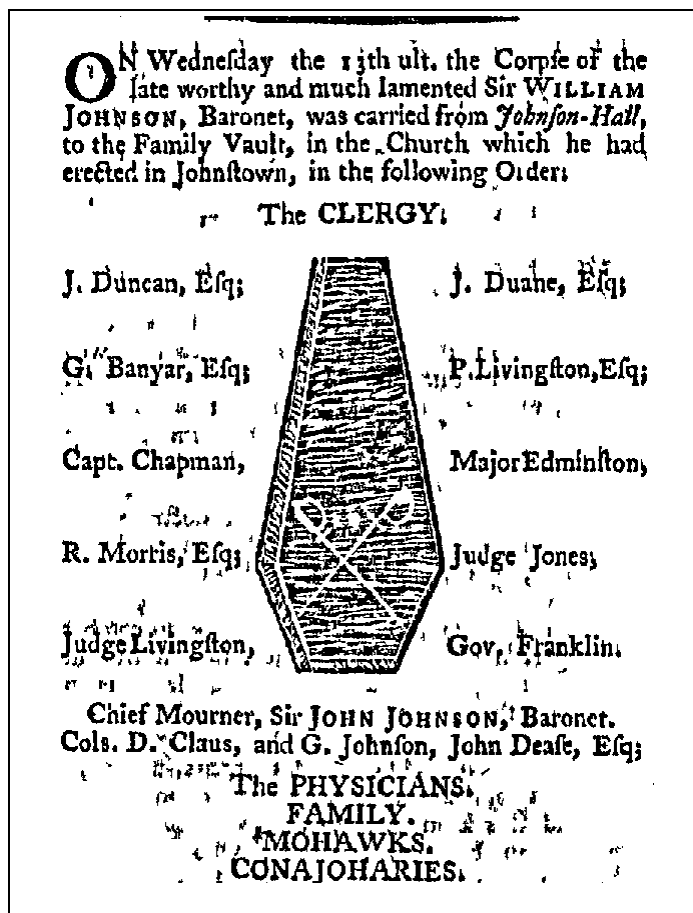 ON Wedneſday the 13th ult. the Corpſe of the
late worthy and much lamented Sir WILLIAM
JOHNSON, Baronet, was carried from Johnſon-Hall,
to the Family Vault, in the Church which he had
erected in Johnſtown, in the following Order:
The CLERGY.
J. Duncan, Eſq; J. Duane, Eſq;
G. Banyar, Eſq; P. Livingſton, Eſq;
Capt. Chapman, Major Edminſton,
R. Morris, Eſq; Judge Jones,
Judge Livingſton, Gov. Franklin.
Chief Mourner, Sir JOHN JOHNSON, Baronet.
Cols. D. Claus, and G. Johnſon, John Deaſe, Eſq;
The PHYSICIANS.
FAMILY.
MOHAWKS.
CONAJOHARIES.